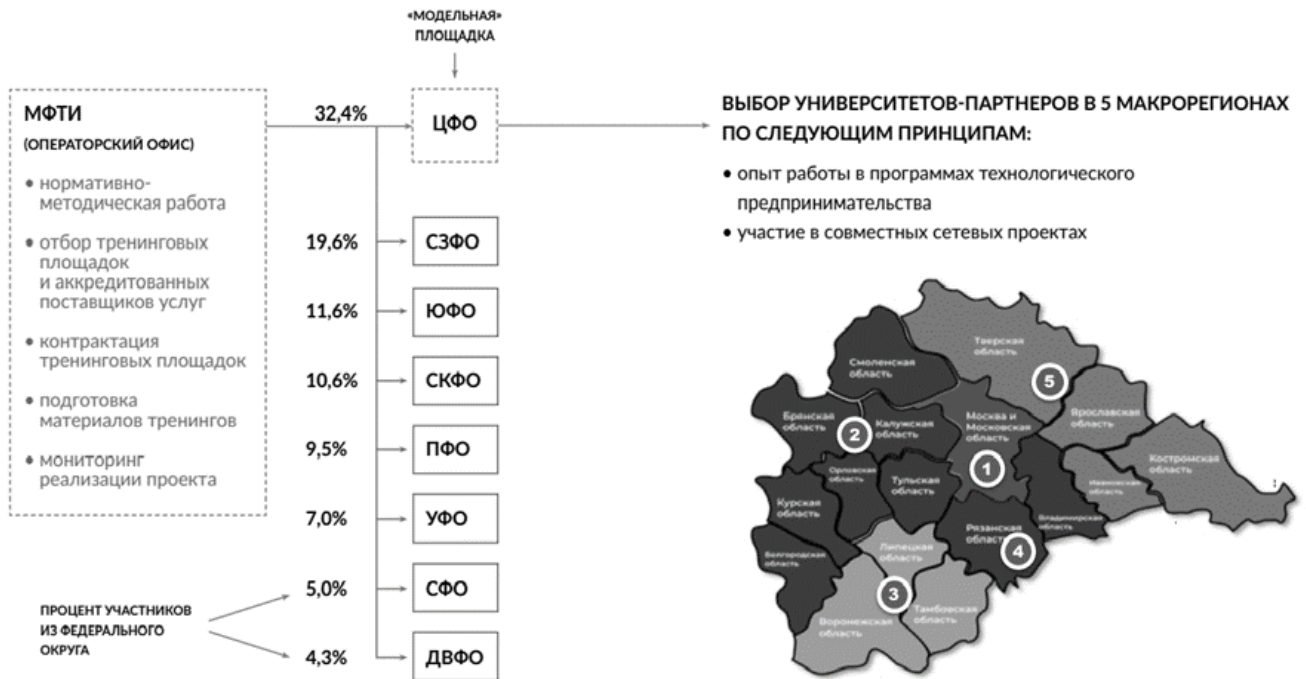 «МОДЕЛЬНАЯ»
ПЛОЩАДКА
МФТИ
(ОПЕРАТОРСКИЙ ОФИС)
• нормативно-
методическая работа
• отбор тренинговых
площадок
и аккредитованных
поставщиков услуг
• контрактация
тренинговых площадок
• подготовка
материалов тренингов
• мониторинг
реализации проекта
32,4%
ЦФО
19,6%
СЗФО
11,6%
ЮФО
10,6%
СКФО
9,5%
ПФО
7,0%
УФО
5,0%
СФО
4,3%
ДВФО
ПРОЦЕНТ УЧАСТНИКОВ
ИЗ ФЕДЕРАЛЬНОГО
ОКРУГА
ВЫБОР УНИВЕРСИТЕТОВ-ПАРТНЕРОВ В 5 МАКРОРЕГИОНАХ
ПО СЛЕДУЮЩИМ ПРИНЦИПАМ:
• опыт работы в программах технологического
предпринимательства
• участие в совместных сетевых проектах
Тверская
область
5
Смоленская
область
Брянская
область
2
Калужская
область
Москва и
Московская
область
1
Ярославская
область
Костромская
область
Ивановская
область
Владимирская
область
Орловская
область
Тульская
область
Курская
область
Рязанская
область
4
Белгородская
область
Липецкая
область
3
Воронежская
область
Тамбовская
область